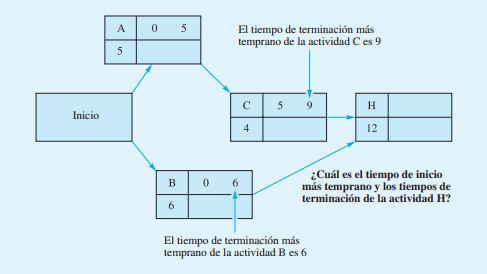 A 0 5
5
El tiempo de terminación más
temprano de la actividad C es 9
Inicio
C 5 9
4
H
12
B 0 6
6
¿Cuál es el tiempo de inicio
más temprano y los tiempos de
terminación de la actividad H?
El tiempo de terminación más
temprano de la actividad B es 6